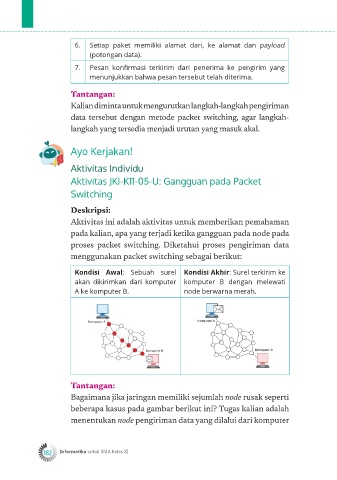 6. Setiap paket memiliki alamat dari, ke alamat dan payload
(potongan data).
7. Pesan konfirmasi terkirim dari penerima ke pengirim yang
menunjukkan bahwa pesan tersebut telah diterima.
Tantangan:
Kalian diminta untuk mengurutkan langkah-langkah pengiriman
data tersebut dengan metode packet switching, agar langkah-
langkah yang tersedia menjadi urutan yang masuk akal.
Ayo Kerjakan!
Aktivitas Individu
Aktivitas JKI-K11-05-U: Gangguan pada Packet
Switching
Deskripsi:
Aktivitas ini adalah aktivitas untuk memberikan pemahaman
pada kalian, apa yang terjadi ketika gangguan pada node pada
proses packet switching. Diketahui proses pengiriman data
menggunakan packet switching sebagai berikut:
Kondisi Awal: Sebuah surel
akan dikirimkan dari komputer
A ke komputer B.
Kondisi Akhir: Surel terkirim ke
komputer B dengan melewati
node berwarna merah.
Komputer A
Komputer B
Komputer A
Komputer B
Tantangan:
Bagaimana jika jaringan memiliki sejumlah node rusak seperti
beberapa kasus pada gambar berikut ini? Tugas kalian adalah
menentukan node pengiriman data yang dilalui dari komputer
162 Informatika untuk SMA Kelas XI